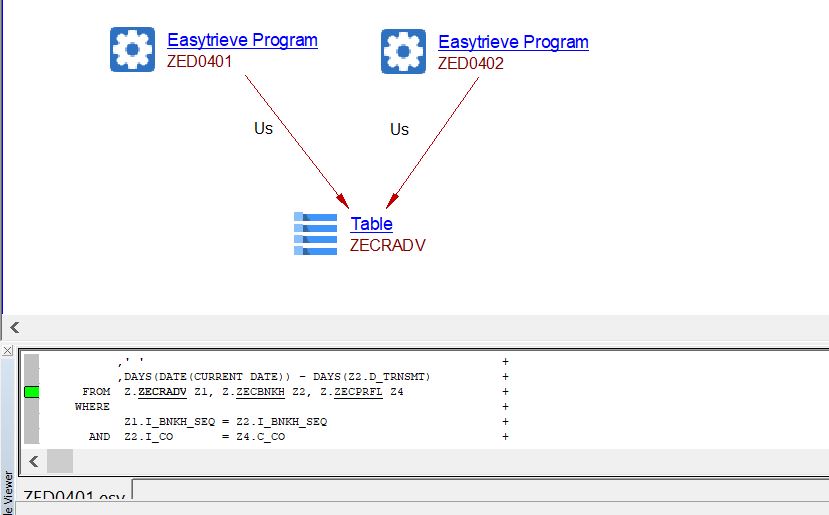 Easytrieve Program
ZED0401
Easytrieve Program
ZED0402
Us
Us
Table
ZECRADV
,' ' +
,DAYS(DATE(CURRENT DATE)) - DAYS(Z2.D_TRNSMT) +
FROM Z.ZECRADV Z1, Z.ZECBNKH Z2, Z.ZECPRFL Z4 +
WHERE +
Z1.I_BNKH_SEQ = Z2.I_BNKH_SEQ +
AND Z2.I_CO = Z4.C_CO +
ZED0401.esy
le Viewer